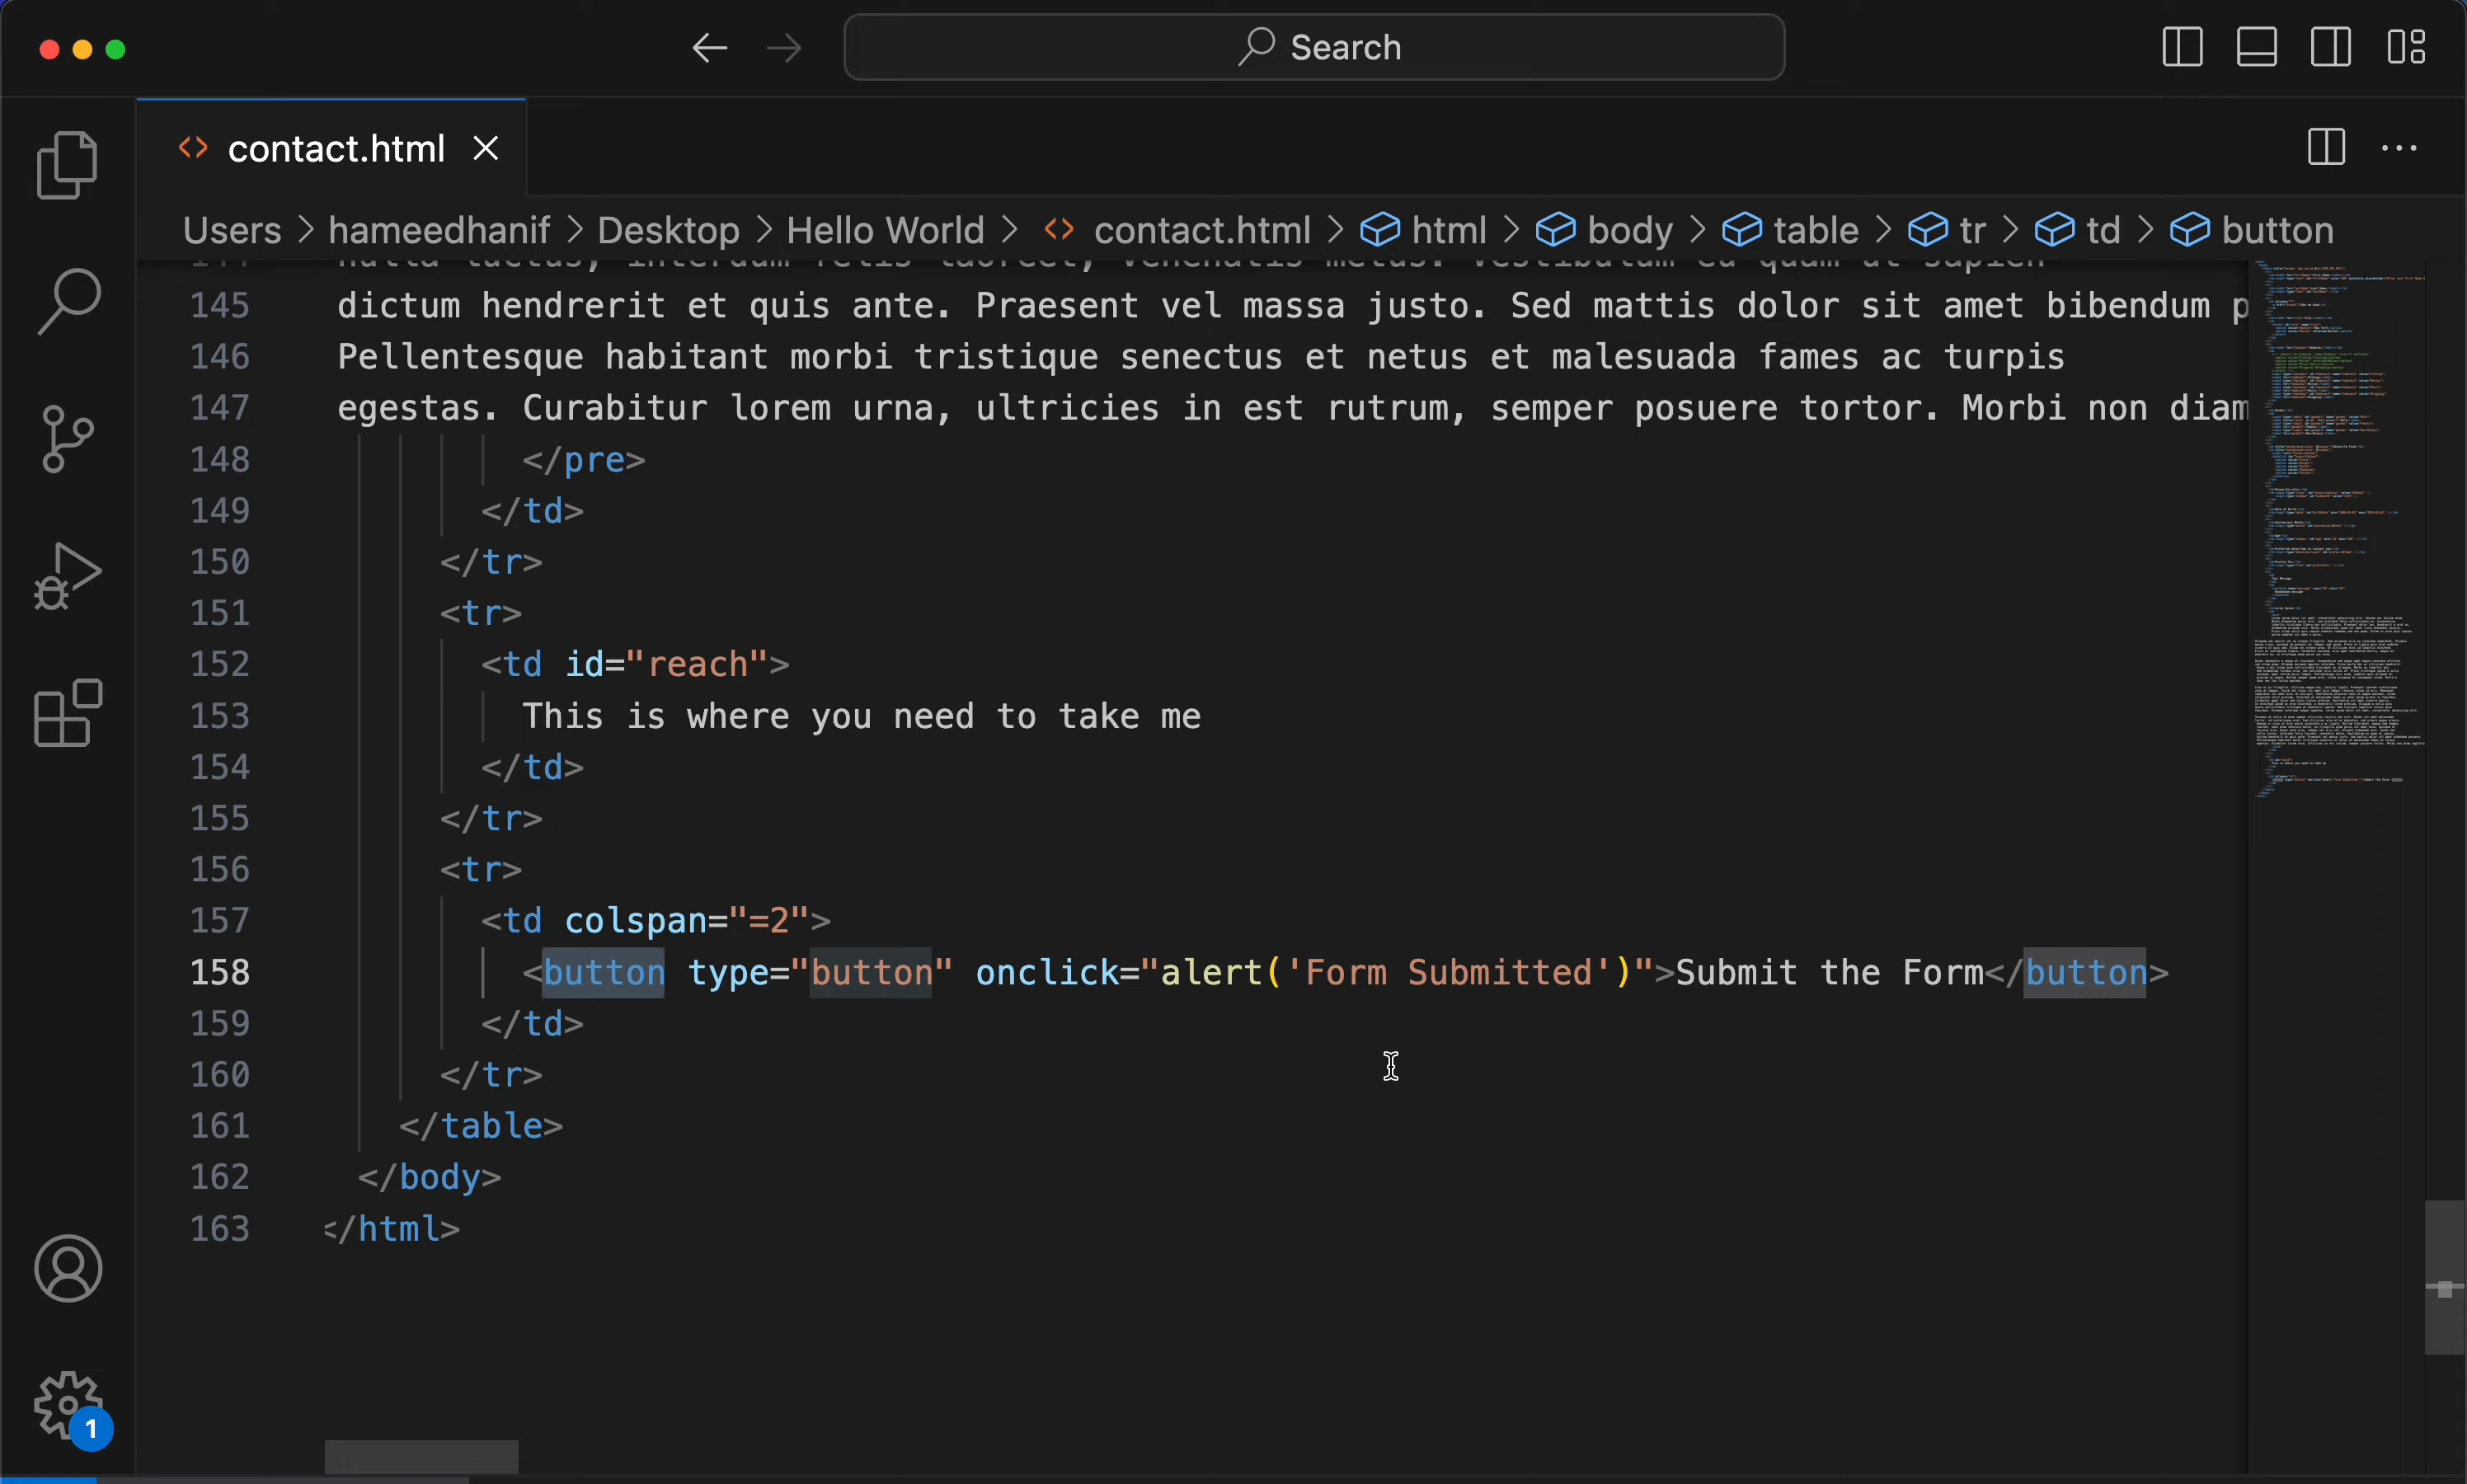 Search
contact.html
Users > hameedhanif > Desktop > Hello World > contact.html > html > body > table > tr > td > button
145 dictum hendrerit et quis ante. Praesent vel massa justo. Sed mattis dolor sit amet bibendum
146 Pellentesque habitant morbi tristique senectus et netus et malesuada fames ac turpis
147 egestas. Curabitur lorem urna, ultricies in est rutrum, semper posuere tortor. Morbi non diam
148 </pre>
149 </td>
150 </tr>
151 <tr>
152 <td id="reach">
153 This is where you need to take me
154 </td>
155 </tr>
156 <tr>
157 <td colspan="=2">
158 <button type="button" onclick="alert('Form Submitted')">Submit the Form</button>
159 </td>
160 </tr>
161 </table>
162 </body>
163 </html>
1